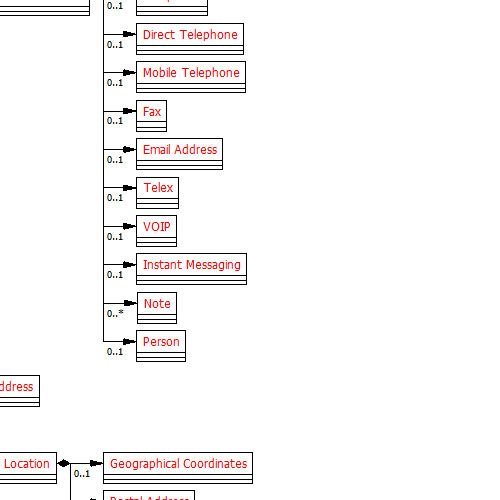 0..1
Direct Telephone
0..1
Mobile Telephone
0..1
Fax
0..1
Email Address
0..1
Telex
0..1
VOIP
0..1
Instant Messaging
0..1
Note
0..*
Person
0..1
ddress
Location
Geographical Coordinates
0..1
Postal Address